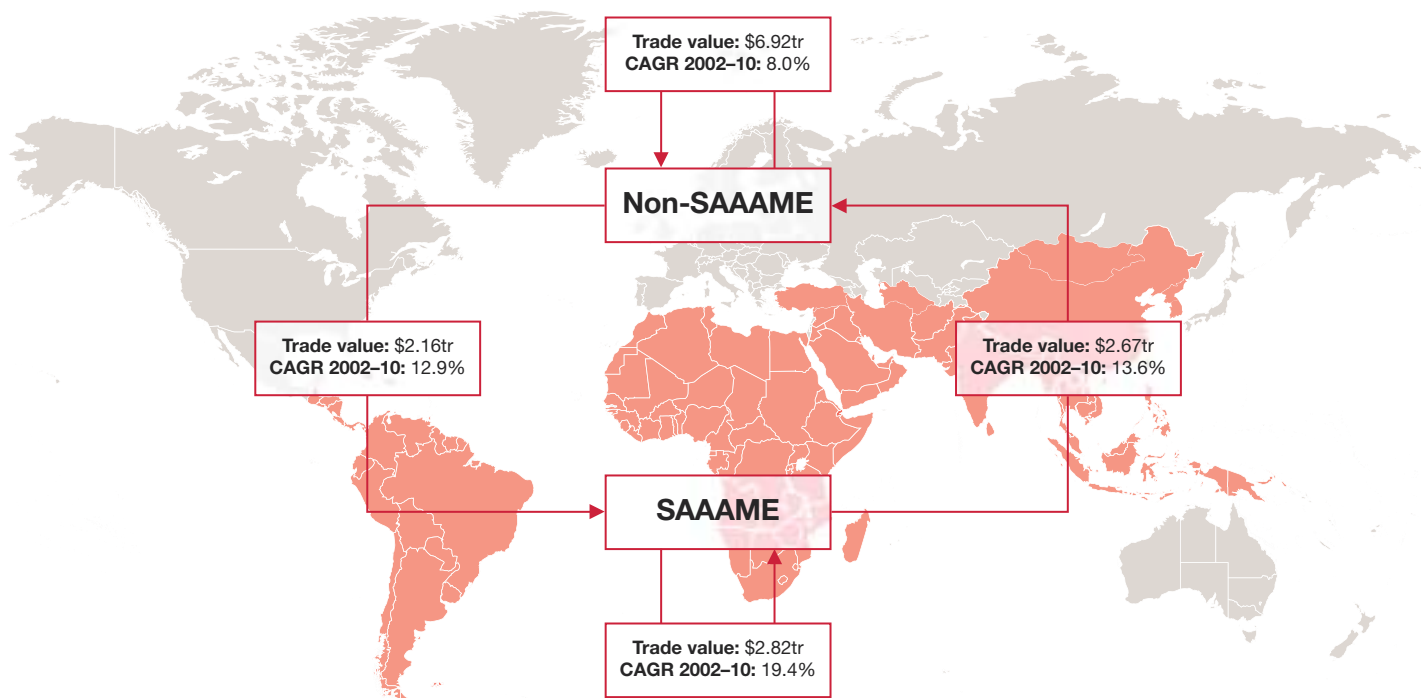 Trade value: $6.92tr
CAGR 2002–10: 8.0%
Non-SAAAME
Trade value: $2.16tr
CAGR 2002–10: 12.9%
Trade value: $2.67tr
CAGR 2002–10: 13.6%
SAAAME
Trade value: $2.82tr
CAGR 2002–10: 19.4%